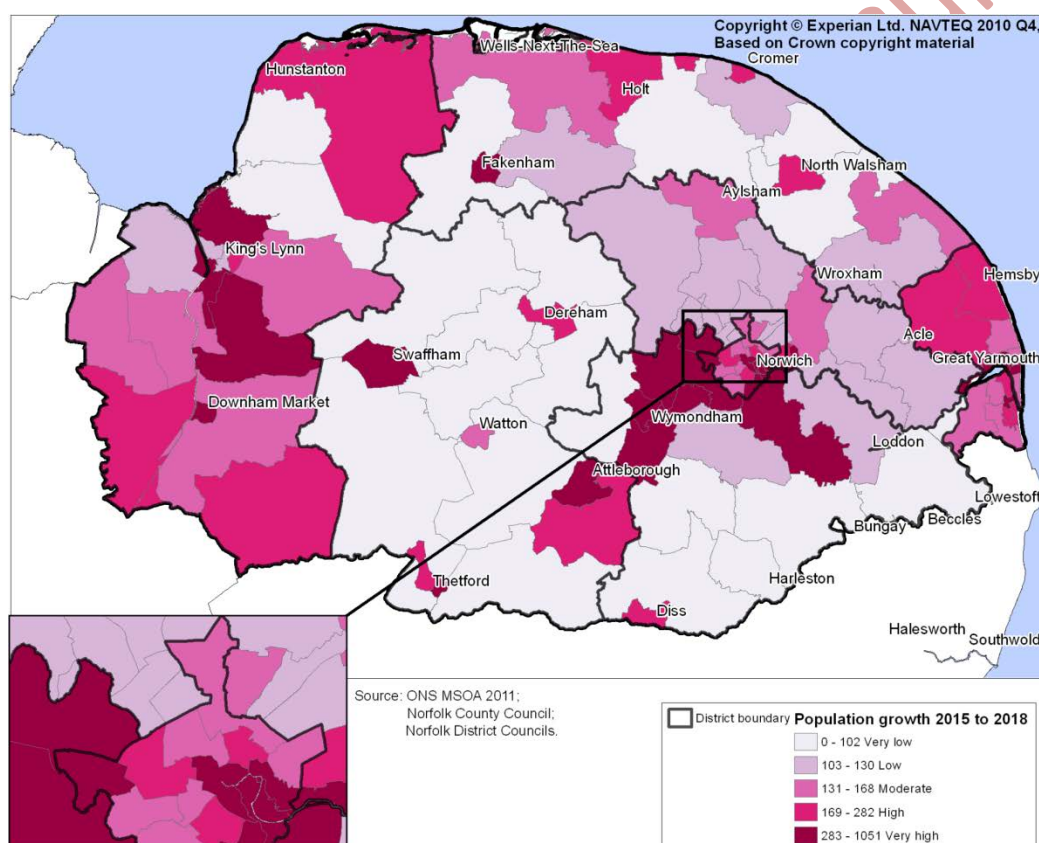 Copyright © Experian Ltd. NAVTEQ 2010 Q4,
Based on Crown copyright material
Wells-Next-The-Sea
Cromer
Hunstanton
Holt
Fakenham
North Walsham
Aylsham
King's Lynn
Wroxham
Hemsby
Dereham
Acle
Swaffham
Norwich
Great Yarmouth
Downham Market
Watton
Wymondham
Loddon
Attleborough
Lowestoft
Bungay
Beccles
Thetford
Harleston
Diss
Halesworth
Southwold
Source: ONS MSOA 2011;
Norfolk County Council;
Norfolk District Councils.
District boundary
Population growth 2015 to 2018
0 - 102 Very low
103 - 130 Low
131 - 168 Moderate
169 - 282 High
283 - 1051 Very high